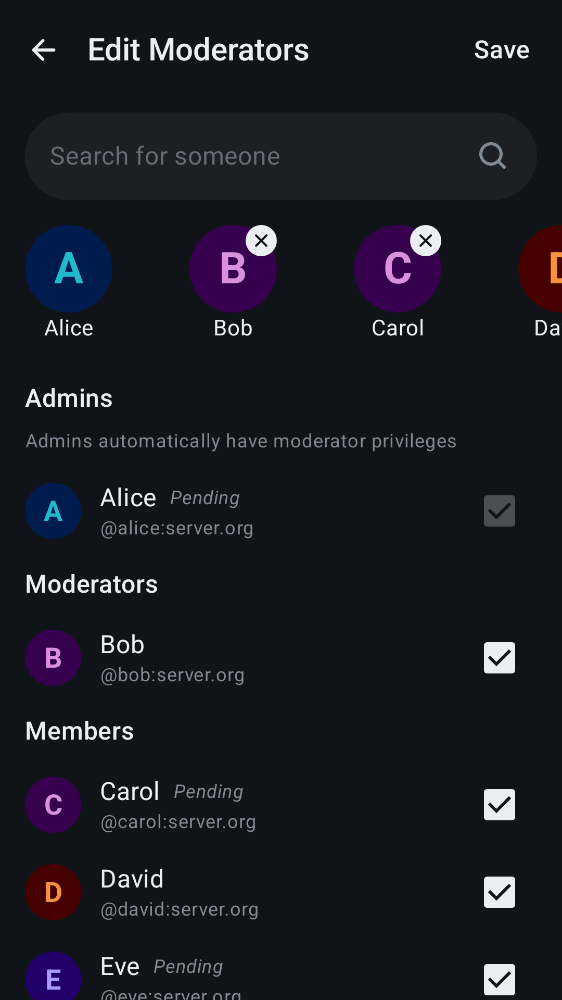 Edit Moderators
Save
Search for someone
A
B
C
D
Alice
Bob
Carol
Da
Admins
Admins automatically have moderator privileges
A
Alice Pending
@alice:server.org
Moderators
B
Bob
@bob:server.org
Members
C
Carol Pending
@carol:server.org
D
David
@david:server.org
E
Eve Pending
@eve:server.org